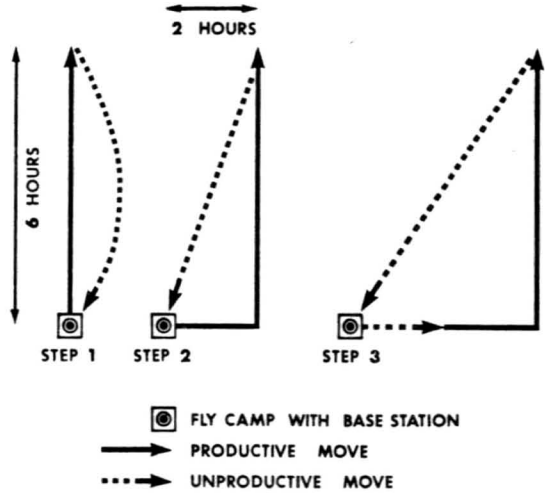 2 HOURS
6 HOURS
STEP 1
STEP 2
STEP 3
FLY CAMP WITH BASE STATION
PRODUCTIVE MOVE
UNPRODUCTIVE MOVE